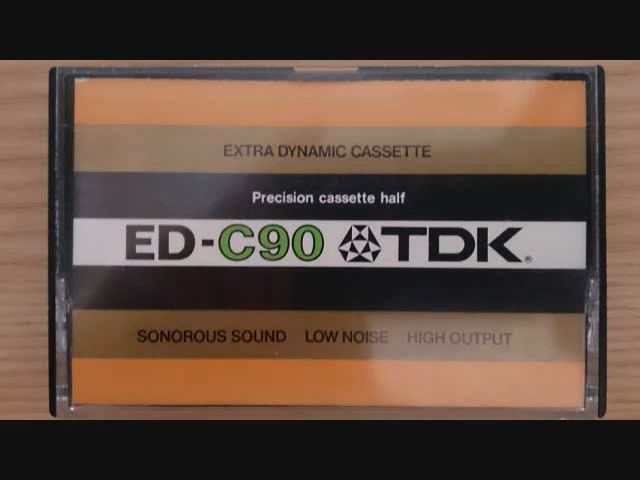 EXTRA DYNAMIC CASSETTE
Precision cassette half
ED-C90 TDK®
SONOROUS SOUND LOW NOISE HIGH OUTPUT